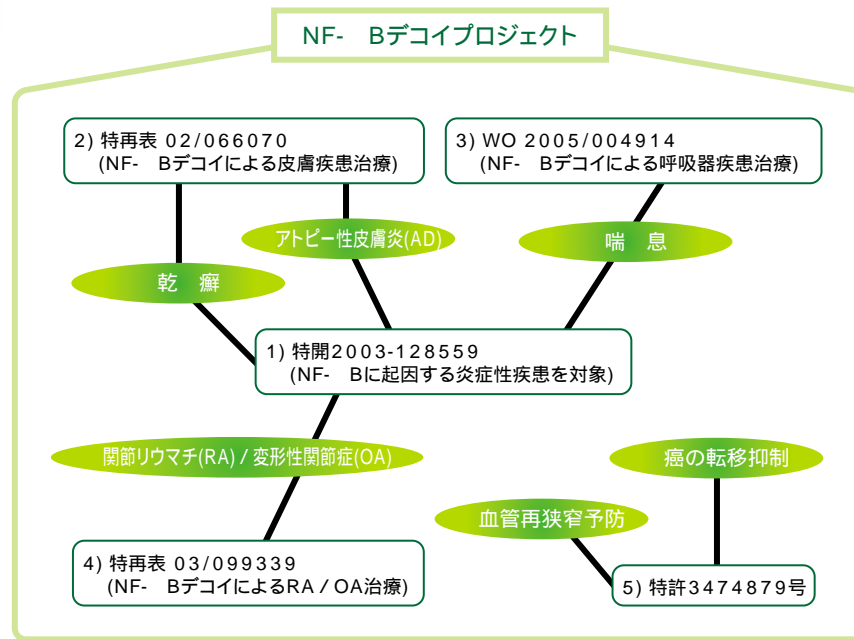 NF- Bデコイプロジェクト
2) 特再表 02/066070
(NF- Bデコイによる皮膚疾患治療)
3) WO 2005/004914
(NF- Bデコイによる呼吸器疾患治療)
アトピー性皮膚炎(AD)
喘 息
乾 癬
1) 特開2003-128559
(NF- Bに起因する炎症性疾患を対象)
関節リウマチ(RA) / 変形性関節症(OA)
癌の転移抑制
血管再狭窄予防
4) 特再表 03/099339
(NF- BデコイによるRA / OA治療)
5) 特許3474879号